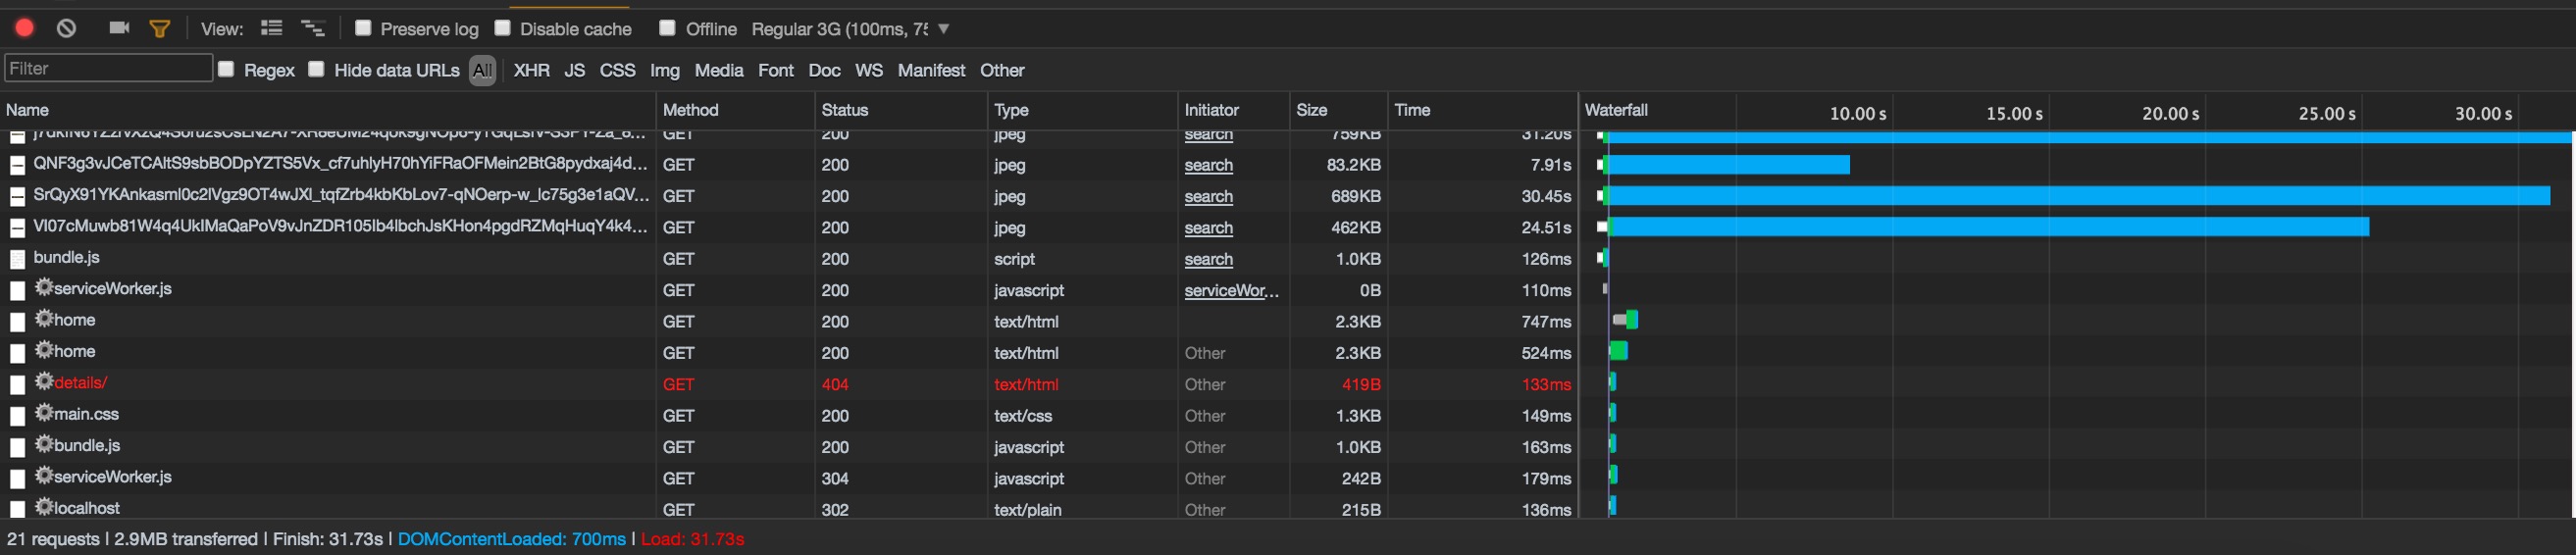 View: Preserve log Disable cache Offline Regular 3G (100ms, 75
Filter Regex Hide data URLs All XHR JS CSS Img Media Font Doc WS Manifest Other
Name Method Status Type Initiator Size Time Waterfall 10.00 s 15.00 s 20.00 s 25.00 s 30.00 s
GET 200 jpeg search 759KB 31.20s
GET 200 jpeg search 83.2KB 7.91s
GET 200 jpeg search 689KB 30.45s
GET 200 jpeg search 462KB 24.51s
bundle.js GET 200 script search 1.0KB 126ms
serviceWorker.js GET 200 javascript serviceWor... 0B 110ms
home GET 200 text/html 2.3KB 747ms
home GET 200 text/html Other 2.3KB 524ms
details/ GET 404 text/html Other 419B 133ms
main.css GET 200 text/css Other 1.3KB 149ms
bundle.js GET 200 javascript Other 1.0KB 163ms
serviceWorker.js GET 304 javascript Other 242B 179ms
localhost GET 302 text/plain Other 215B 136ms
21 requests | 2.9MB transferred | Finish: 31.73s | DOMContentLoaded: 700ms | Load: 31.73s